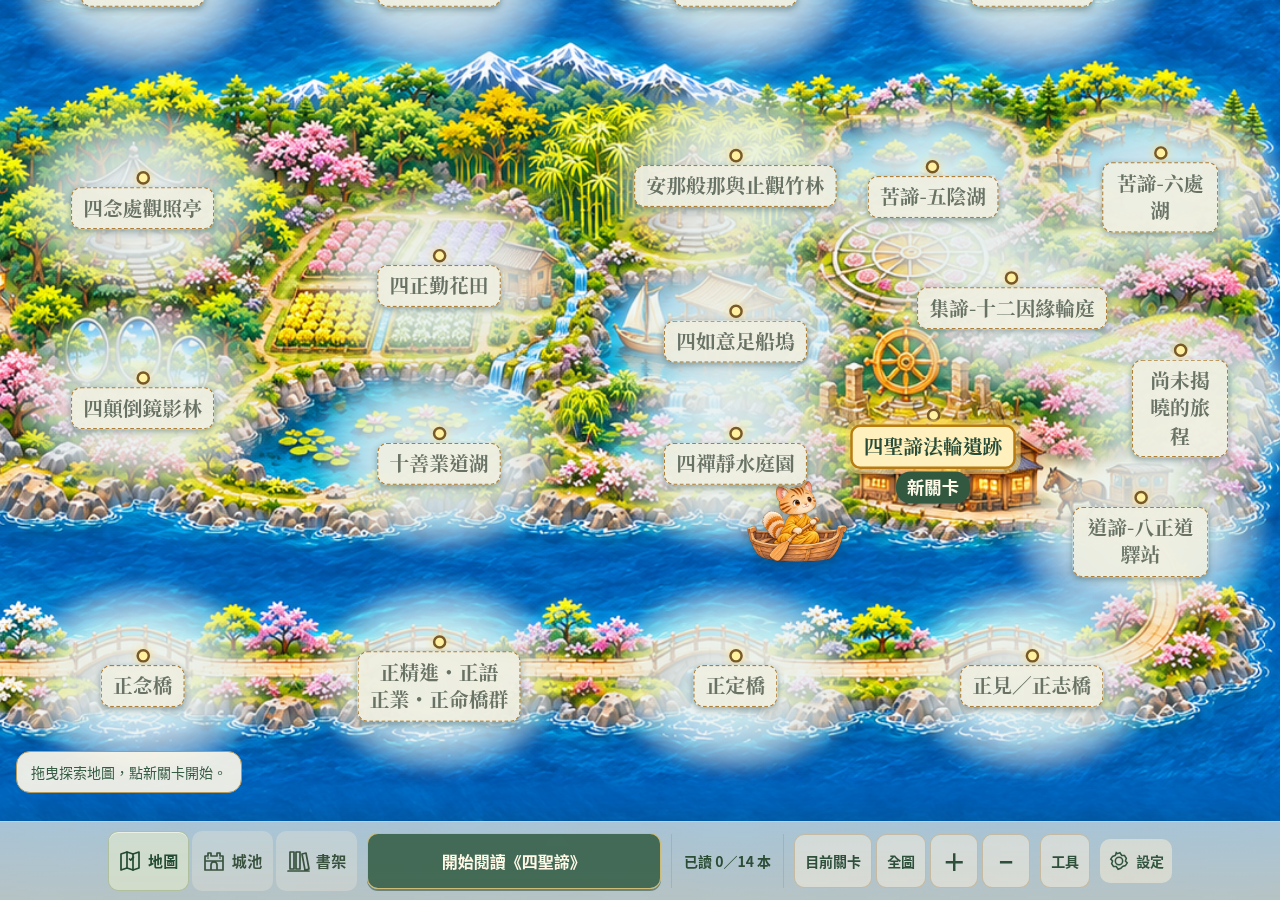 安那般那與止觀竹林
苦諦-六處
湖
苦諦-五陰湖
四念處觀照亭
四正勤花田
集諦-十二因緣輪庭
四如意足船塢
尚未揭
曉的旅
程
四顛倒鏡影林
四聖諦法輪遺跡
十善業道湖
四禪靜水庭園
新關卡
道諦-八正道
驛站
正念橋
正精進・正語
正業・正命橋群
正定橋
正見／正志橋
拖曳探索地圖，點新關卡開始。
地圖
城池
書架
開始閱讀《四聖諦》
已讀 0／14 本
目前關卡
全圖
＋
−
工具
設定